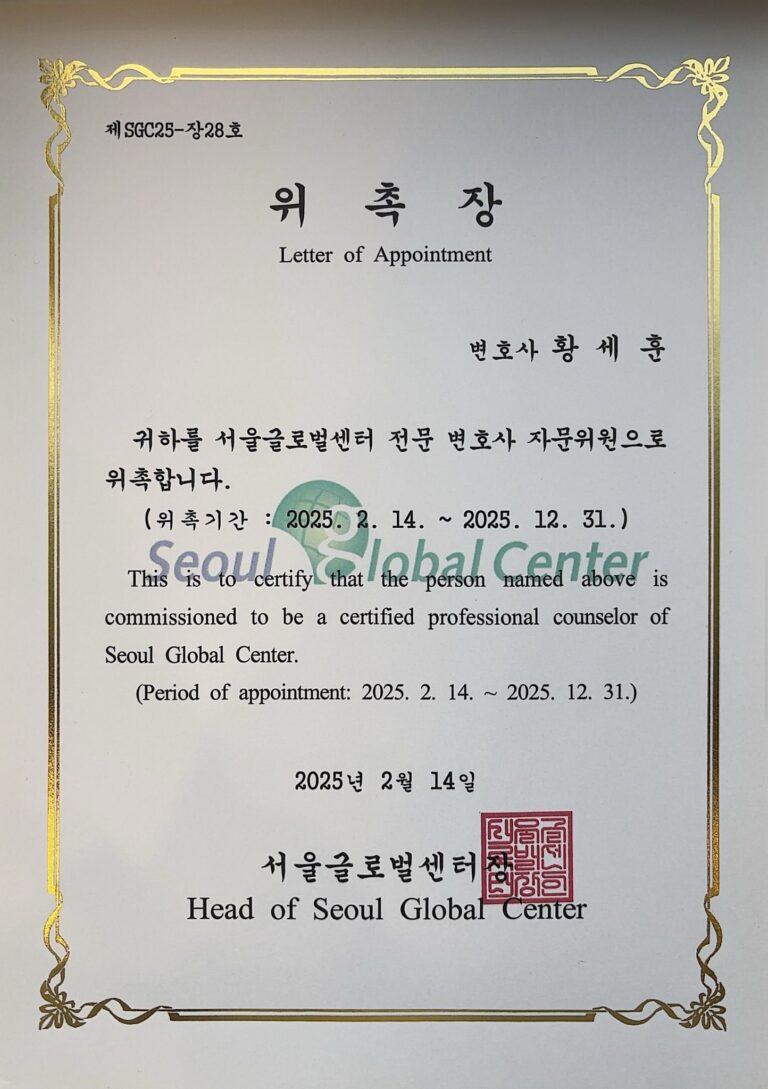 제SGC25-장28호
위 촉 장
Letter of Appointment
변호사 황 세 훈
귀하를 서울글로벌센터 전문 변호사 자문위원으로
위촉합니다.
(위촉기간 : 2025. 2. 14. ~ 2025. 12. 31.)
Seoul global Center
This is to certify that the person named above is
commissioned to be a certified professional counselor of
Seoul Global Center.
(Period of appointment: 2025. 2. 14. ~ 2025. 12. 31.)
2025년 2월 14일
서울글로벌센터장
Head of Seoul Global Center